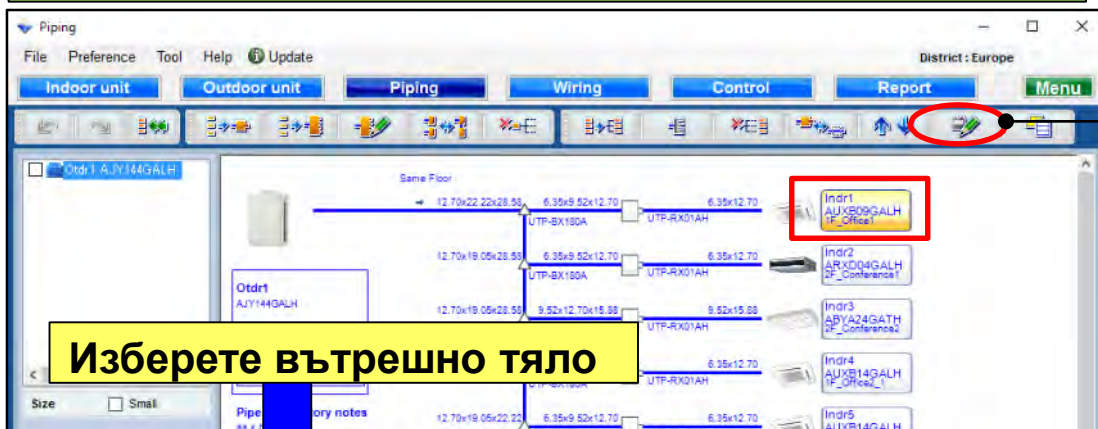 Piping
File Preference Tool Help Update District : Europe
Indoor unit Outdoor unit Piping Wiring Control Report Menu
Otdr1 AJY144GALH
Same Floor
12.70x22.22x28.58 6.35x9.52x12.70 6.35x12.70
UTP-BX180A UTP-RX01AH
Indr1
AUXB09GALH
1F_Office1
12.70x19.05x28.58 6.35x9.52x12.70 6.35x12.70
UTP-BX180A UTP-RX01AH
Indr2
ARXD04GALH
2F_Conference1
Otdr1
AJY144GALH
12.70x19.05x28.58 9.52x12.70x15.88 9.52x15.88
UTP-RX01AH
Indr3
ABYA24GATH
2F_Conference2
Изберете вътрешно тяло
6.35x12.70
UTP-RX01AH
Indr4
AUXB14GALH
1F_Office2_1
Size Small
Pipe ory notes
12.70x19.05x22.22 6.35x9.52x12.70 6.35x12.70
Indr5
AUXB14GALH